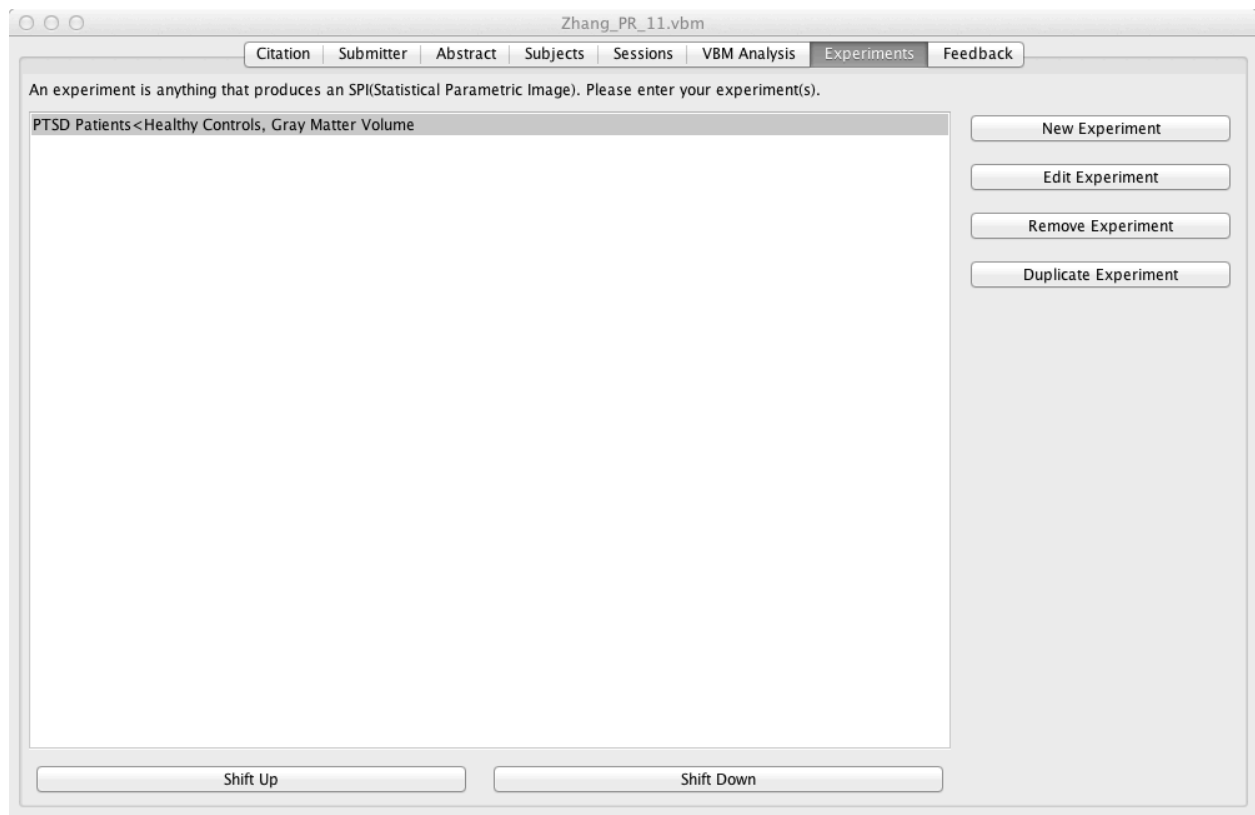 Zhang_PR_11.vbm
Citation Submitter Abstract Subjects Sessions VBM Analysis Experiments Feedback
An experiment is anything that produces an SPI(Statistical Parametric Image). Please enter your experiment(s).
PTSD Patients<Healthy Controls, Gray Matter Volume
New Experiment
Edit Experiment
Remove Experiment
Duplicate Experiment
Shift Up Shift Down